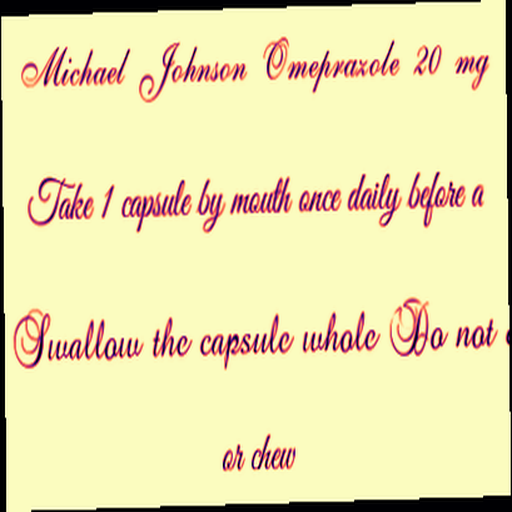 Michael Johnson Omeprazole 20 mg
Take 1 capsule by mouth once daily before a
Swallow the capsule whole Do not
or chew